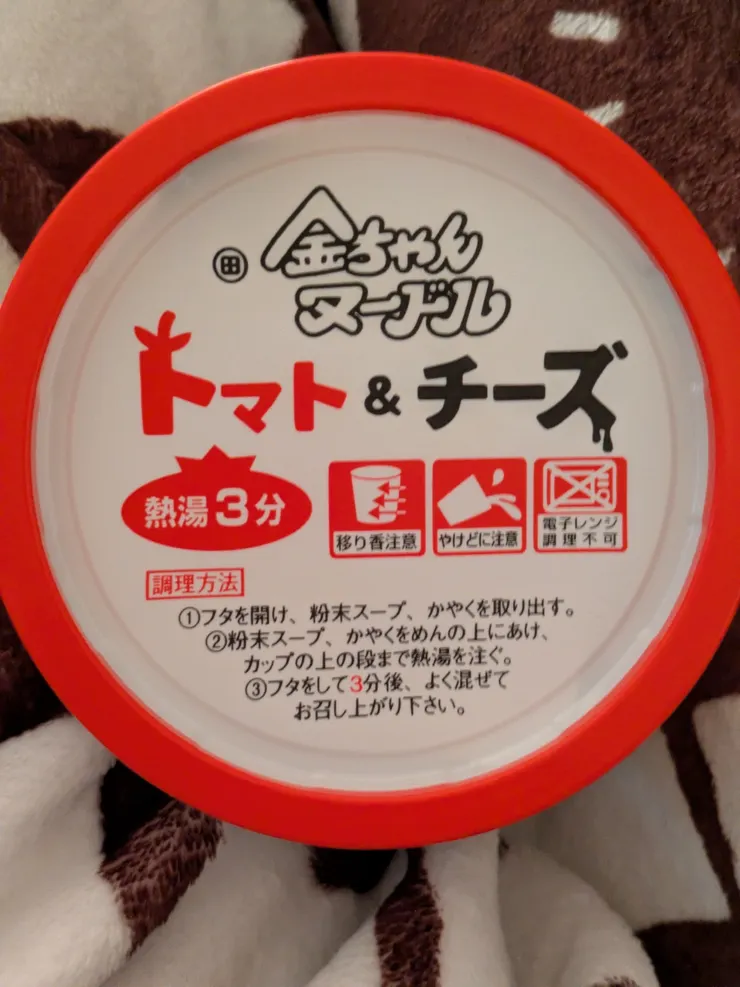 田 金ちゃん
ヌードル
トマト&チーズ
熱湯3分
移り香注意
やけどに注意
電子レンジ
調理不可
調理方法
①フタを開け、粉末スープ、かやくを取り出す。
②粉末スープ、かやくをめんの上にあけ、
カップの上の段まで熱湯を注ぐ。
③フタをして3分後、よく混ぜて
お召し上がり下さい。